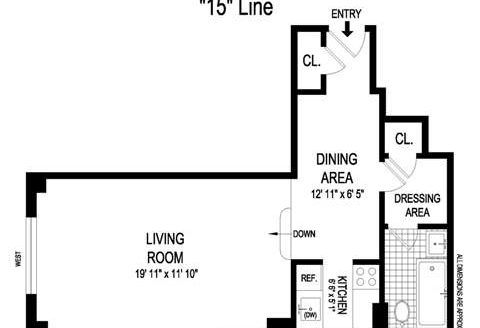 "15" Line
ENTRY
CL.
CL.
DINING
AREA
12' 11" x 6' 5"
DRESSING
AREA
DOWN
LIVING
ROOM
19' 11" x 11' 10"
WEST
REF.
(DW)
KITCHEN
6' 6" x 5' 1"
ALL DIMENSIONS ARE APPRO